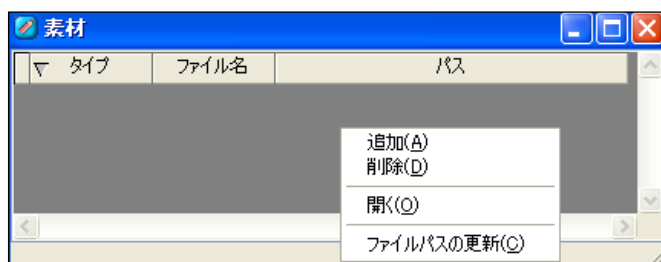 素材
タイプ ファイル名 パス
追加(A)
削除(D)
開く(O)
ファイルパスの更新(C)